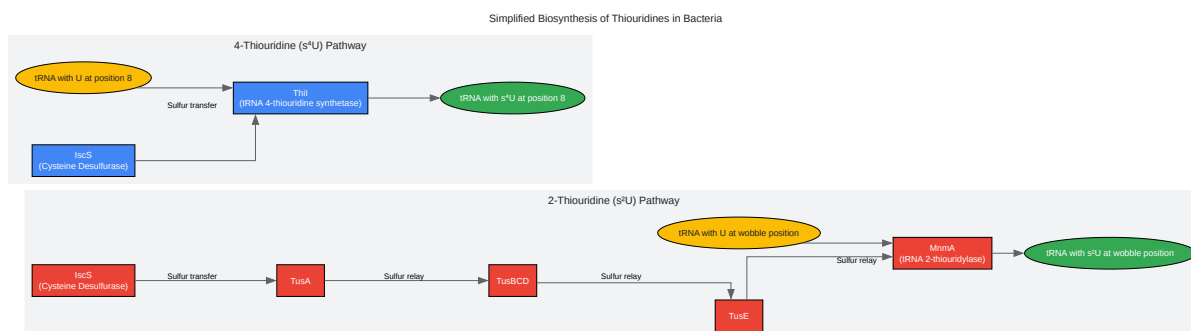 Simplified Biosynthesis of Thiouridines in Bacteria
4-Thiouridine (s⁴U) Pathway
tRNA with U at position 8
Sulfur transfer
ThiI
(tRNA 4-thiouridine synthetase)
tRNA with s⁴U at position 8
IscS
(Cysteine Desulfurase)
2-Thiouridine (s²U) Pathway
tRNA with U at wobble position
MnmA
(tRNA 2-thiouridylase)
tRNA with s²U at wobble position
Sulfur relay
IscS
(Cysteine Desulfurase)
Sulfur transfer
TusA
Sulfur relay
TusBCD
Sulfur relay
TusE